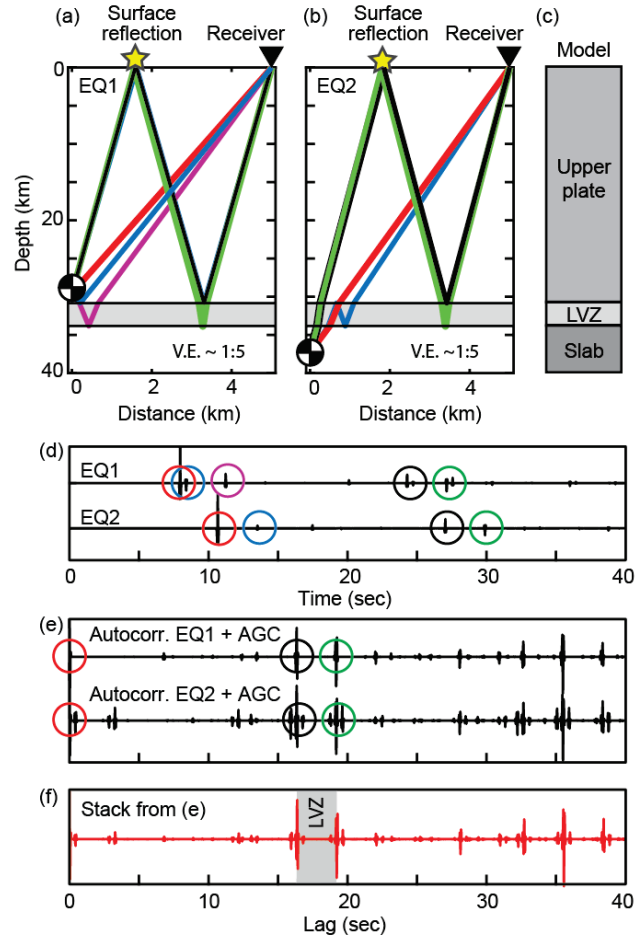 (a) Surface reflection Receiver
(b) Surface reflection Receiver
(c)
Model
0
EQ1
EQ2
Upper plate
20
Depth (km)
LVZ
Slab
40
V.E. ~ 1:5
V.E. ~ 1:5
0 2 4
0 2 4
Distance (km)
Distance (km)
(d)
EQ1
EQ2
0 10 20 30 40
Time (sec)
(e)
Autocorr. EQ1 + AGC
Autocorr. EQ2 + AGC
(f)
Stack from (e)
LVZ
0 10 20 30 40
Lag (sec)